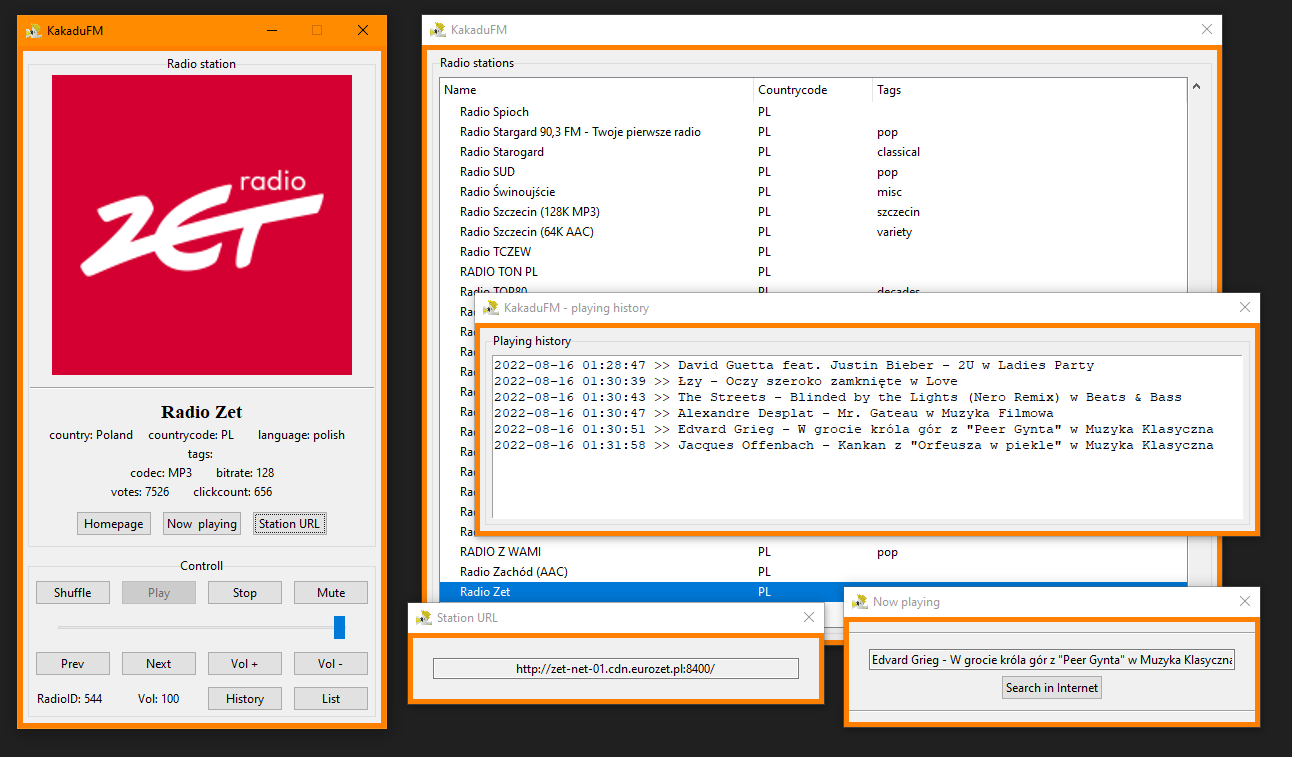 KakaduFM
Radio station
radio
ZET
Radio Zet
country: Poland countrycode: PL language: polish
tags:
codec: MP3 bitrate: 128
votes: 7526 clickcount: 656
Homepage Now playing Station URL
Controll
Shuffle Play Stop Mute
Prev Next Vol + Vol -
RadioID: 544 Vol: 100 History List
KakaduFM
Radio stations
Name Countrycode Tags
Radio Spioch PL
Radio Stargard 90,3 FM - Twoje pierwsze radio PL pop
Radio Starogard PL classical
Radio SUD PL pop
Radio Świnoujście PL misc
Radio Szczecin (128K MP3) PL szczecin
Radio Szczecin (64K AAC) PL variety
Radio TCZEW PL
RADIO TON PL PL
Radio TOP80 PL decades
RADIO Z WAMI PL pop
Radio Zachód (AAC) PL
Radio Zet PL
KakaduFM - playing history
Playing history
2022-08-16 01:28:47 >> David Guetta feat. Justin Bieber - 2U w Ladies Party
2022-08-16 01:30:39 >> Łzy - Oczy szeroko zamknięte w Love
2022-08-16 01:30:43 >> The Streets - Blinded by the Lights (Nero Remix) w Beats & Bass
2022-08-16 01:30:47 >> Alexandre Desplat - Mr. Gateau w Muzyka Filmowa
2022-08-16 01:30:51 >> Edvard Grieg - W grocie króla gór z "Peer Gynta" w Muzyka Klasyczna
2022-08-16 01:31:58 >> Jacques Offenbach - Kankan z "Orfeusza w piekle" w Muzyka Klasyczna
Station URL
http://zet-net-01.cdn.eurozet.pl:8400/
Now playing
Edvard Grieg - W grocie króla gór z "Peer Gynta" w Muzyka Klasyczna
Search in Internet